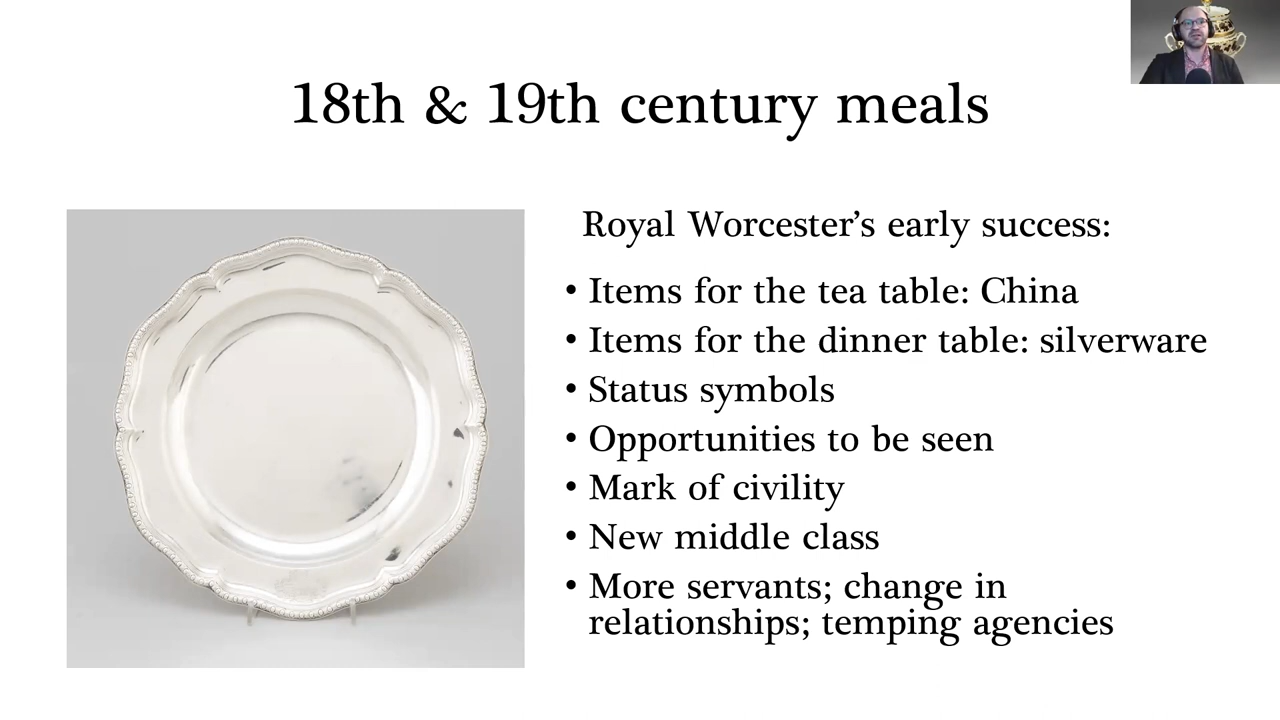 18th & 19th century meals
Royal Worcester’s early success:
• Items for the tea table: China
• Items for the dinner table: silverware
• Status symbols
• Opportunities to be seen
• Mark of civility
• New middle class
• More servants; change in
relationships; temping agencies